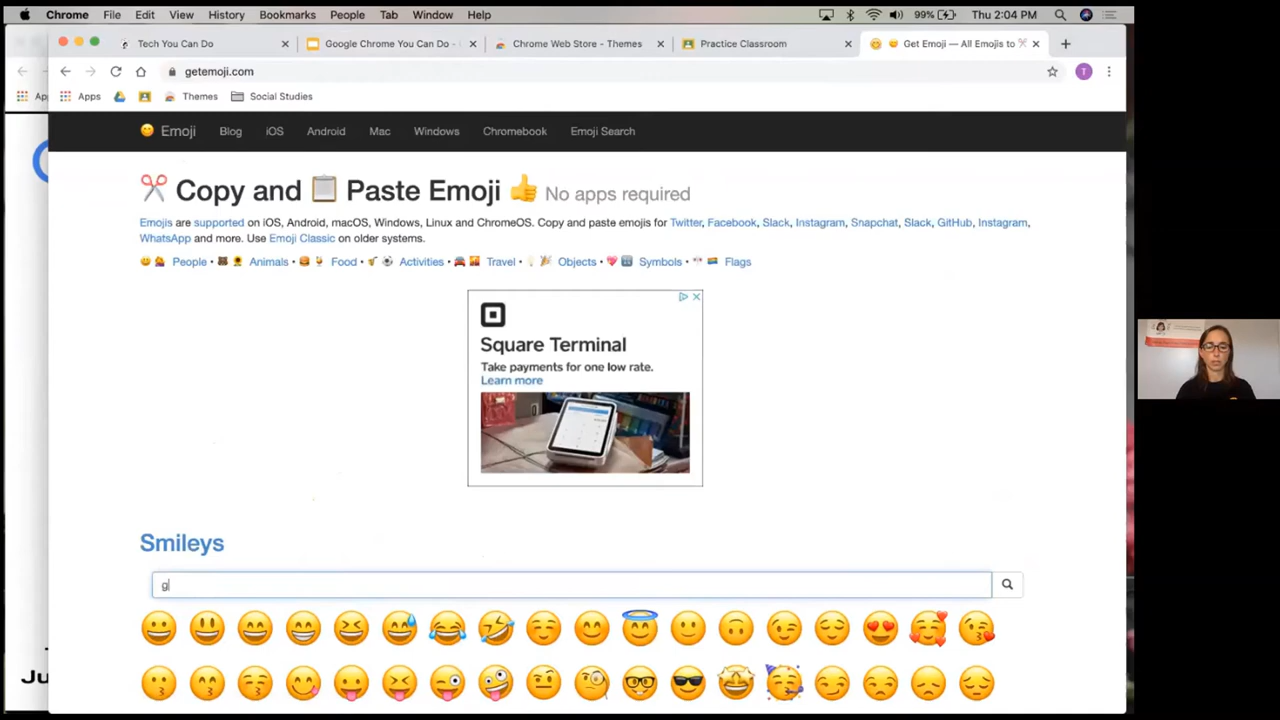 Chrome File Edit View History Bookmarks People Tab Window Help 99% Thu 2:04 PM
Tech You Can Do Google Chrome You Can Do - Chrome Web Store - Themes Practice Classroom Get Emoji — All Emojis to
getemoji.com T
Ap Apps Themes Social Studies
Emoji Blog iOS Android Mac Windows Chromebook Emoji Search
Copy and Paste Emoji No apps required
Emojis are supported on iOS, Android, macOS, Windows, Linux and ChromeOS. Copy and paste emojis for Twitter, Facebook, Slack, Instagram, Snapchat, Slack, GitHub, Instagram,
WhatsApp and more. Use Emoji Classic on older systems.
People • Animals • Food • Activities • Travel • Objects • Symbols • Flags
Square Terminal
Take payments for one low rate.
Learn more
Smileys
g
Ju